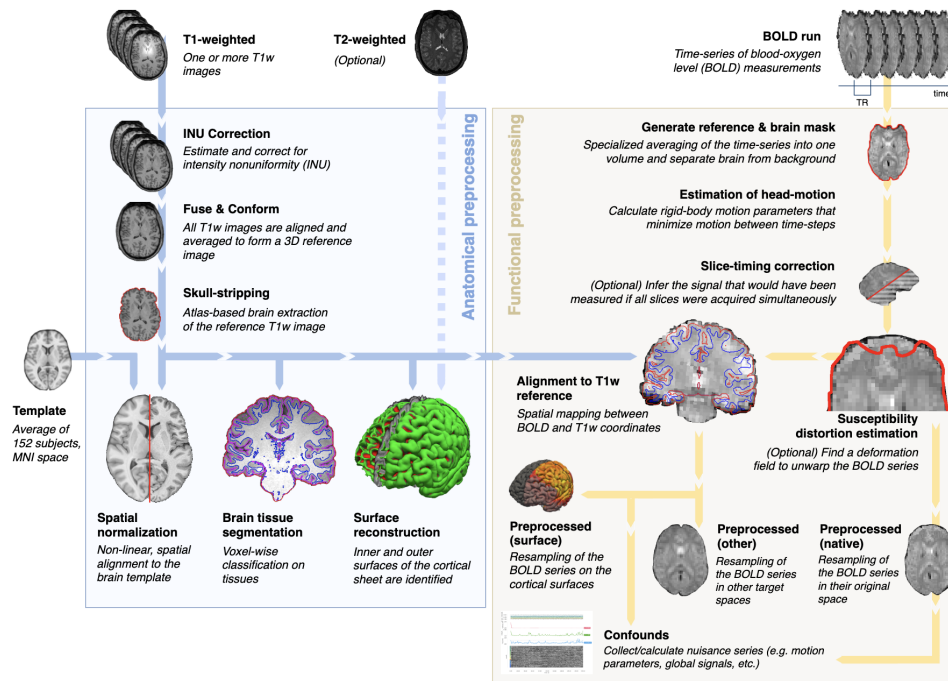 T1-weighted
One or more T1w
images
T2-weighted
(Optional)
BOLD run
Time-series of blood-oxygen
level (BOLD) measurements
TR
time
Anatomical preprocessing
INU Correction
Estimate and correct for
intensity nonuniformity (INU)
Fuse & Conform
All T1w images are aligned and
averaged to form a 3D reference
image
Skull-stripping
Atlas-based brain extraction
of the reference T1w image
Template
Average of
152 subjects,
MNI space
Spatial
normalization
Non-linear, spatial
alignment to the
brain template
Brain tissue
segmentation
Voxel-wise
classification on
tissues
Surface
reconstruction
Inner and outer
surfaces of the cortical
sheet are identified
Functional preprocessing
Generate reference & brain mask
Specialized averaging of the time-series into one
volume and separate brain from background
Estimation of head-motion
Calculate rigid-body motion parameters that
minimize motion between time-steps
Slice-timing correction
(Optional) Infer the signal that would have been
measured if all slices were acquired simultaneously
Alignment to T1w
reference
Spatial mapping between
BOLD and T1w coordinates
Susceptibility
distortion estimation
(Optional) Find a deformation
field to unwarp the BOLD series
Preprocessed
(surface)
Resampling of the
BOLD series on the
cortical surfaces
Preprocessed
(other)
Resampling of
the BOLD series
in other target
spaces
Preprocessed
(native)
Resampling of
the BOLD series
in their original
space
Confounds
Collect/calculate nuisance series (e.g. motion
parameters, global signals, etc.)